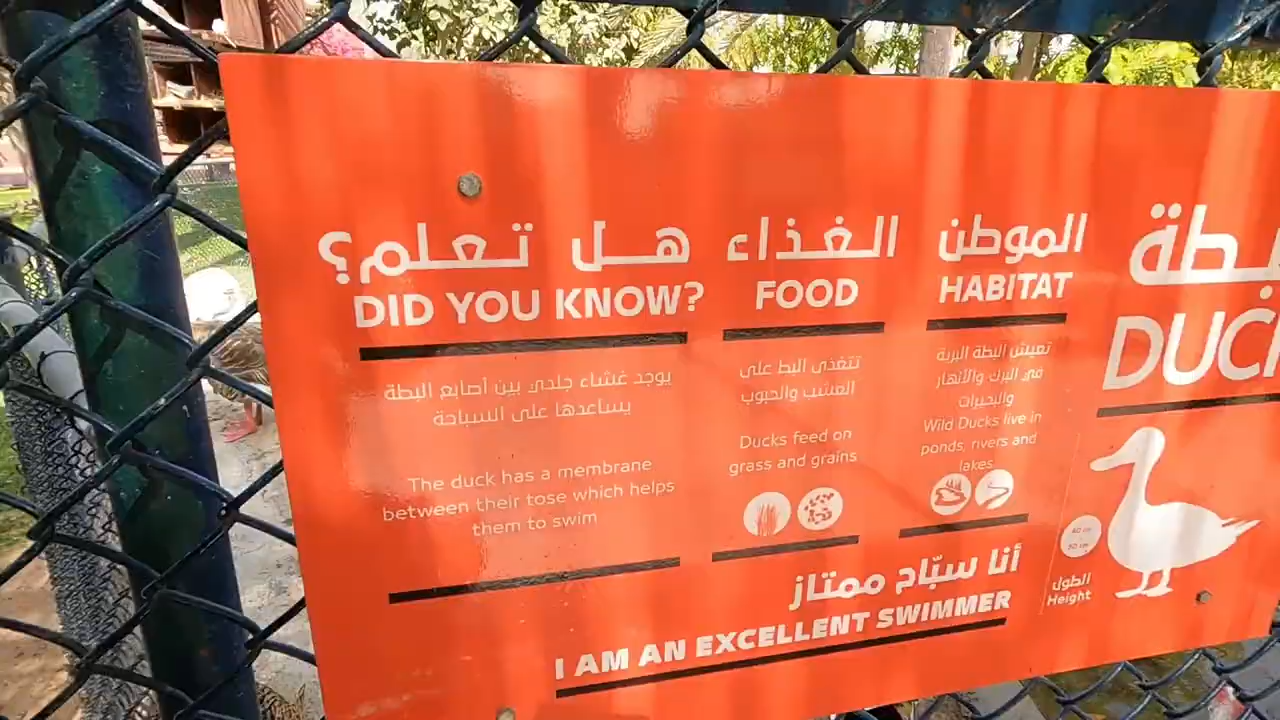 هل تعلم؟
DID YOU KNOW?
يوجد غشاء جلدي بين أصابع البطة
يساعدها على السباحة
The duck has a membrane
between their tose which helps
them to swim
الغذاء
FOOD
تتغذى البط على
العشب والحبوب
Ducks feed on
grass and grains
الموطن
HABITAT
تعيش البطة البرية
في البرك والأنهار
والبحيرات
Wild Ducks live in
ponds, rivers and
lakes
أنا سبّاح ممتاز
I AM AN EXCELLENT SWIMMER
بطة
DUCK
الطول
Height